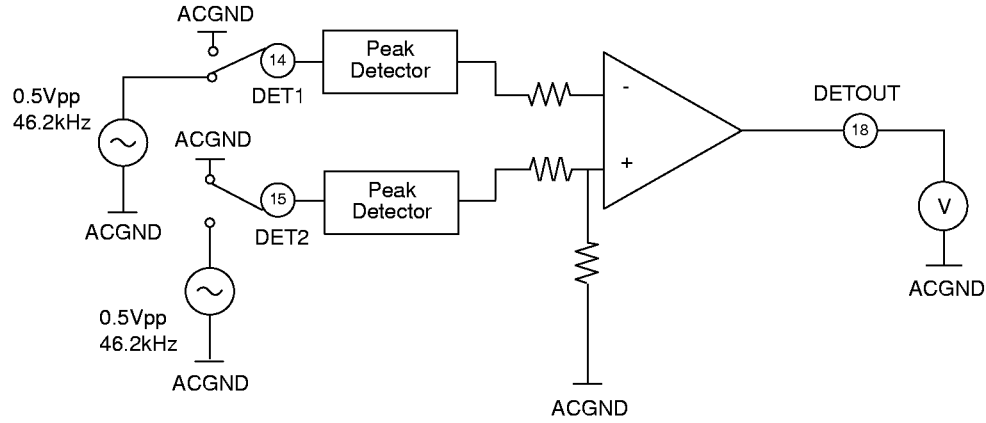 ACGND
14
Peak
Detector
DET1
0.5Vpp
46.2kHz
-
DETOUT
18
ACGND
15
Peak
Detector
+
DET2
ACGND
V
ACGND
0.5Vpp
46.2kHz
ACGND
ACGND